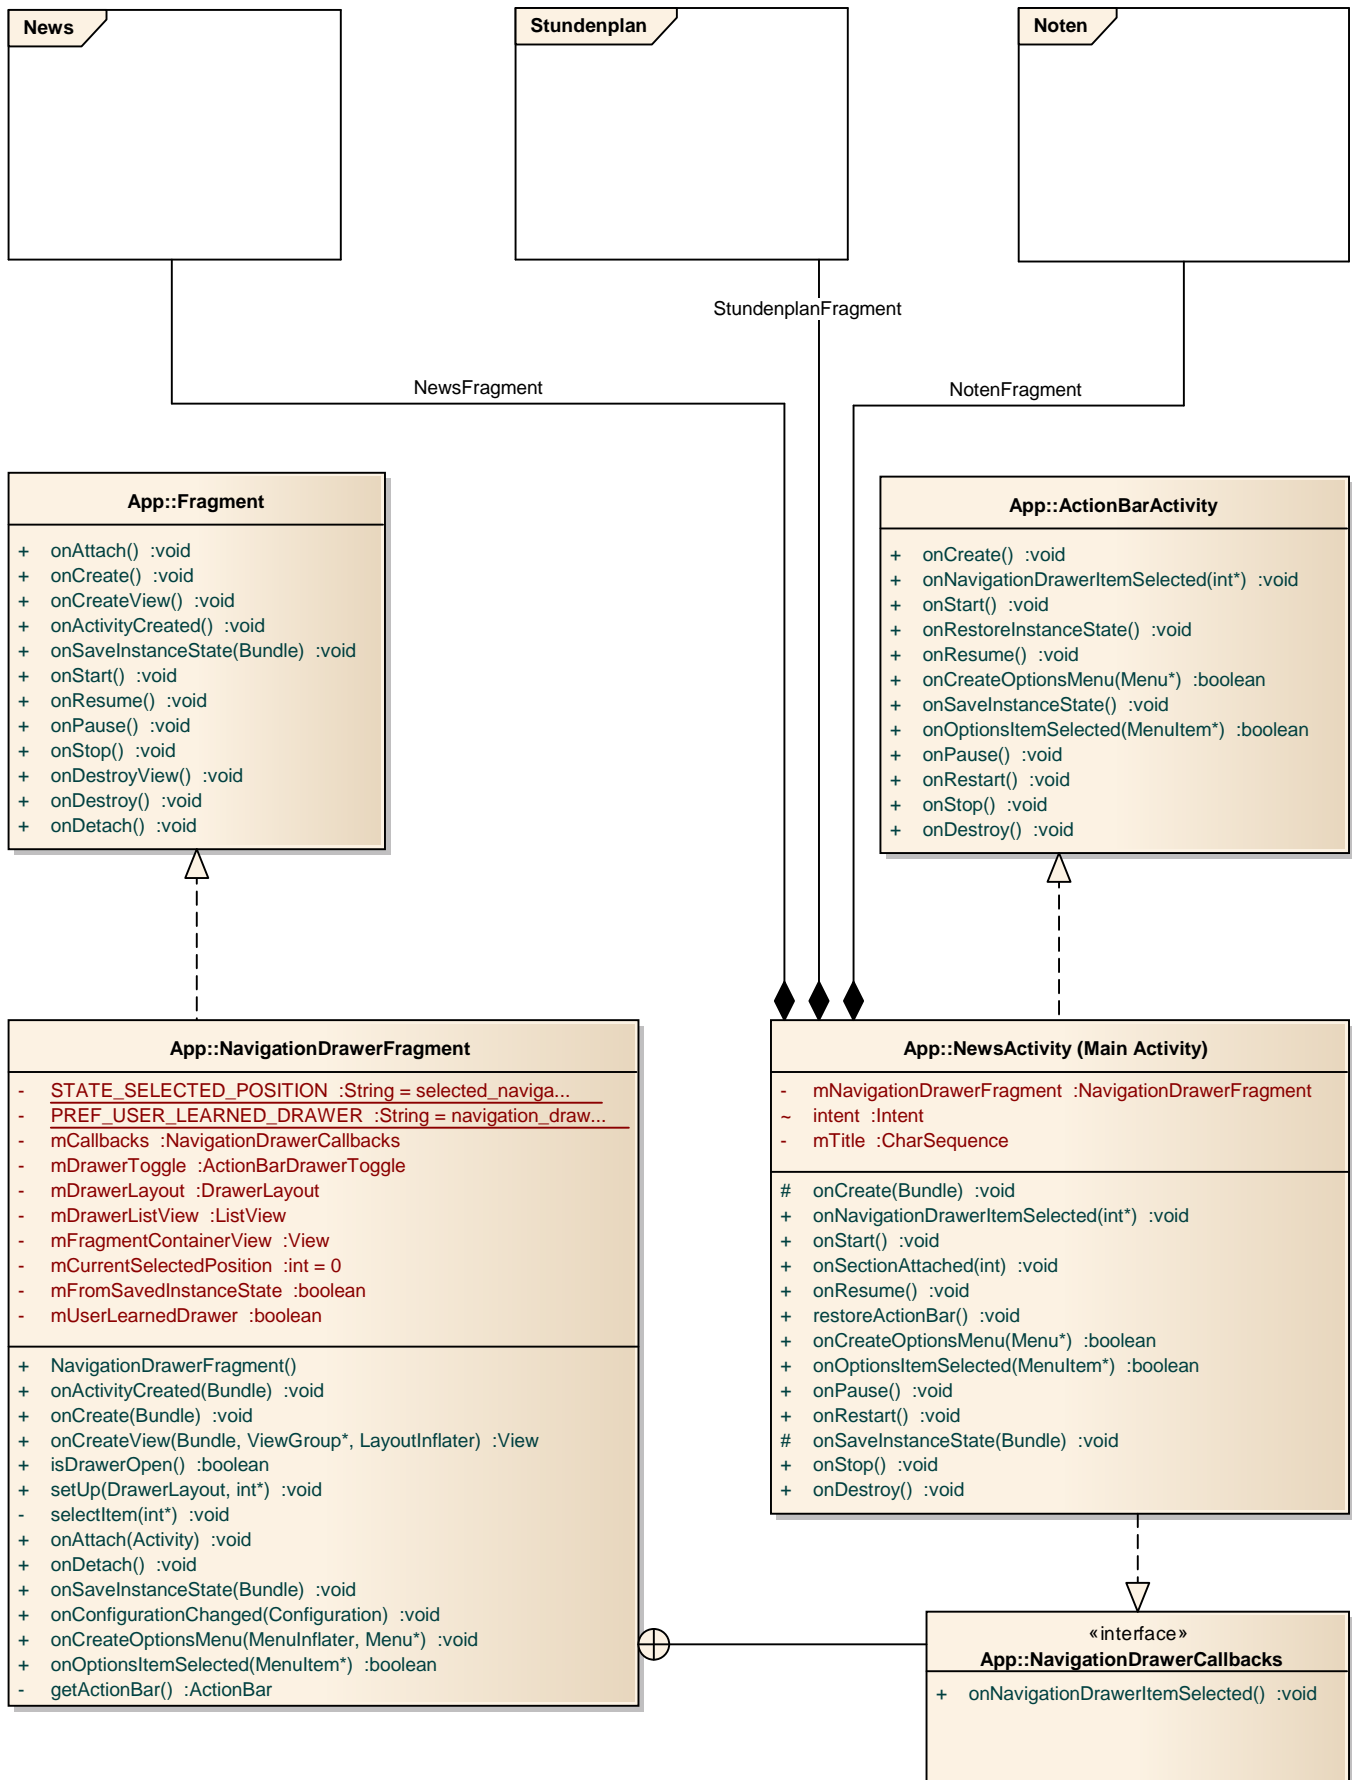 News
Stundenplan
Noten
StundenplanFragment
NewsFragment
NotenFragment
App::Fragment
+ onAttach() :void
+ onCreate() :void
+ onCreateView() :void
+ onActivityCreated() :void
+ onSaveInstanceState(Bundle) :void
+ onStart() :void
+ onResume() :void
+ onPause() :void
+ onStop() :void
+ onDestroyView() :void
+ onDestroy() :void
+ onDetach() :void
App::ActionBarActivity
+ onCreate() :void
+ onNavigationDrawerItemSelected(int*) :void
+ onStart() :void
+ onRestoreInstanceState() :void
+ onResume() :void
+ onCreateOptionsMenu(Menu*) :boolean
+ onSaveInstanceState() :void
+ onOptionsItemSelected(MenuItem*) :boolean
+ onPause() :void
+ onRestart() :void
+ onStop() :void
+ onDestroy() :void
App::NavigationDrawerFragment
- STATE_SELECTED_POSITION :String = selected_naviga...
- PREF_USER_LEARNED_DRAWER :String = navigation_draw...
- mCallbacks :NavigationDrawerCallbacks
- mDrawerToggle :ActionBarDrawerToggle
- mDrawerLayout :DrawerLayout
- mDrawerListView :ListView
- mFragmentContainerView :View
- mCurrentSelectedPosition :int = 0
- mFromSavedInstanceState :boolean
- mUserLearnedDrawer :boolean
+ NavigationDrawerFragment()
+ onActivityCreated(Bundle) :void
+ onCreate(Bundle) :void
+ onCreateView(Bundle, ViewGroup*, LayoutInflater) :View
+ isDrawerOpen() :boolean
+ setUp(DrawerLayout, int*) :void
- selectItem(int*) :void
+ onAttach(Activity) :void
+ onDetach() :void
+ onSaveInstanceState(Bundle) :void
+ onConfigurationChanged(Configuration) :void
+ onCreateOptionsMenu(MenuInflater, Menu*) :void
+ onOptionsItemSelected(MenuItem*) :boolean
- getActionBar() :ActionBar
App::NewsActivity (Main Activity)
- mNavigationDrawerFragment :NavigationDrawerFragment
~ intent :Intent
- mTitle :CharSequence
# onCreate(Bundle) :void
+ onNavigationDrawerItemSelected(int*) :void
+ onStart() :void
+ onSectionAttached(int) :void
+ onResume() :void
+ restoreActionBar() :void
+ onCreateOptionsMenu(Menu*) :boolean
+ onOptionsItemSelected(MenuItem*) :boolean
+ onPause() :void
+ onRestart() :void
# onSaveInstanceState(Bundle) :void
+ onStop() :void
+ onDestroy() :void
«interface»
App::NavigationDrawerCallbacks
+ onNavigationDrawerItemSelected() :void